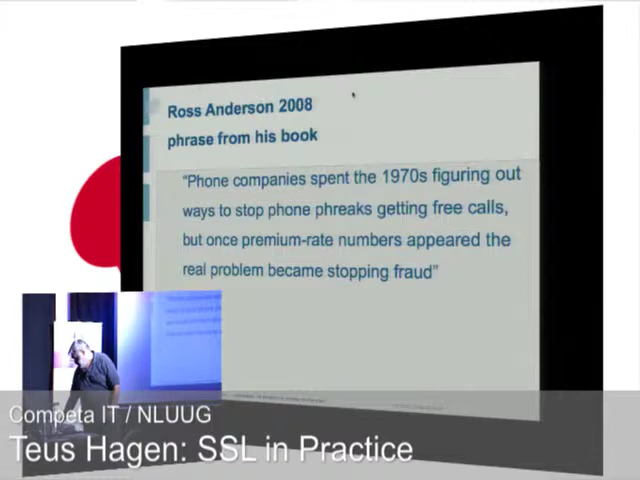 Ross Anderson 2008
phrase from his book
“Phone companies spent the 1970s figuring out
ways to stop phone phreaks getting free calls,
but once premium-rate numbers appeared the
real problem became stopping fraud”
Competa IT / NLUUG
Teus Hagen: SSL in Practice